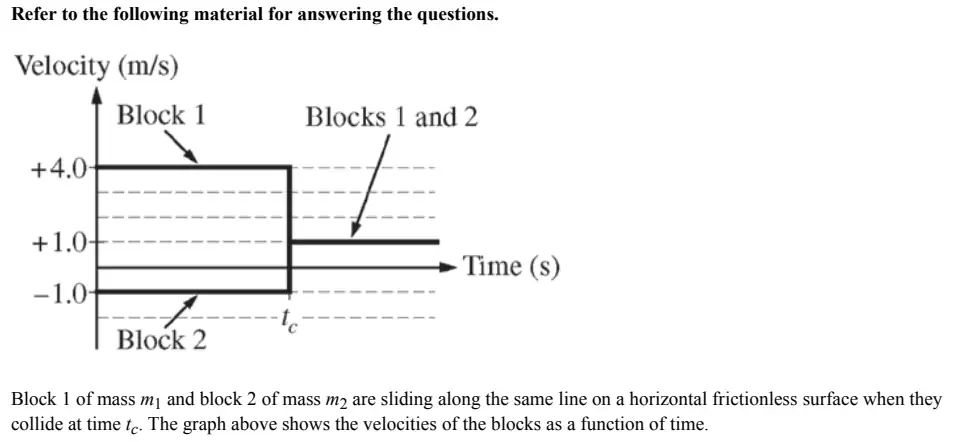 Refer to the following material for answering the questions.
Velocity (m/s)
Block 1
Blocks 1 and 2
+4.0
+1.0
Time (s)
−1.0
t_c
Block 2
Block 1 of mass m₁ and block 2 of mass m₂ are sliding along the same line on a horizontal frictionless surface when they
collide at time t_c. The graph above shows the velocities of the blocks as a function of time.